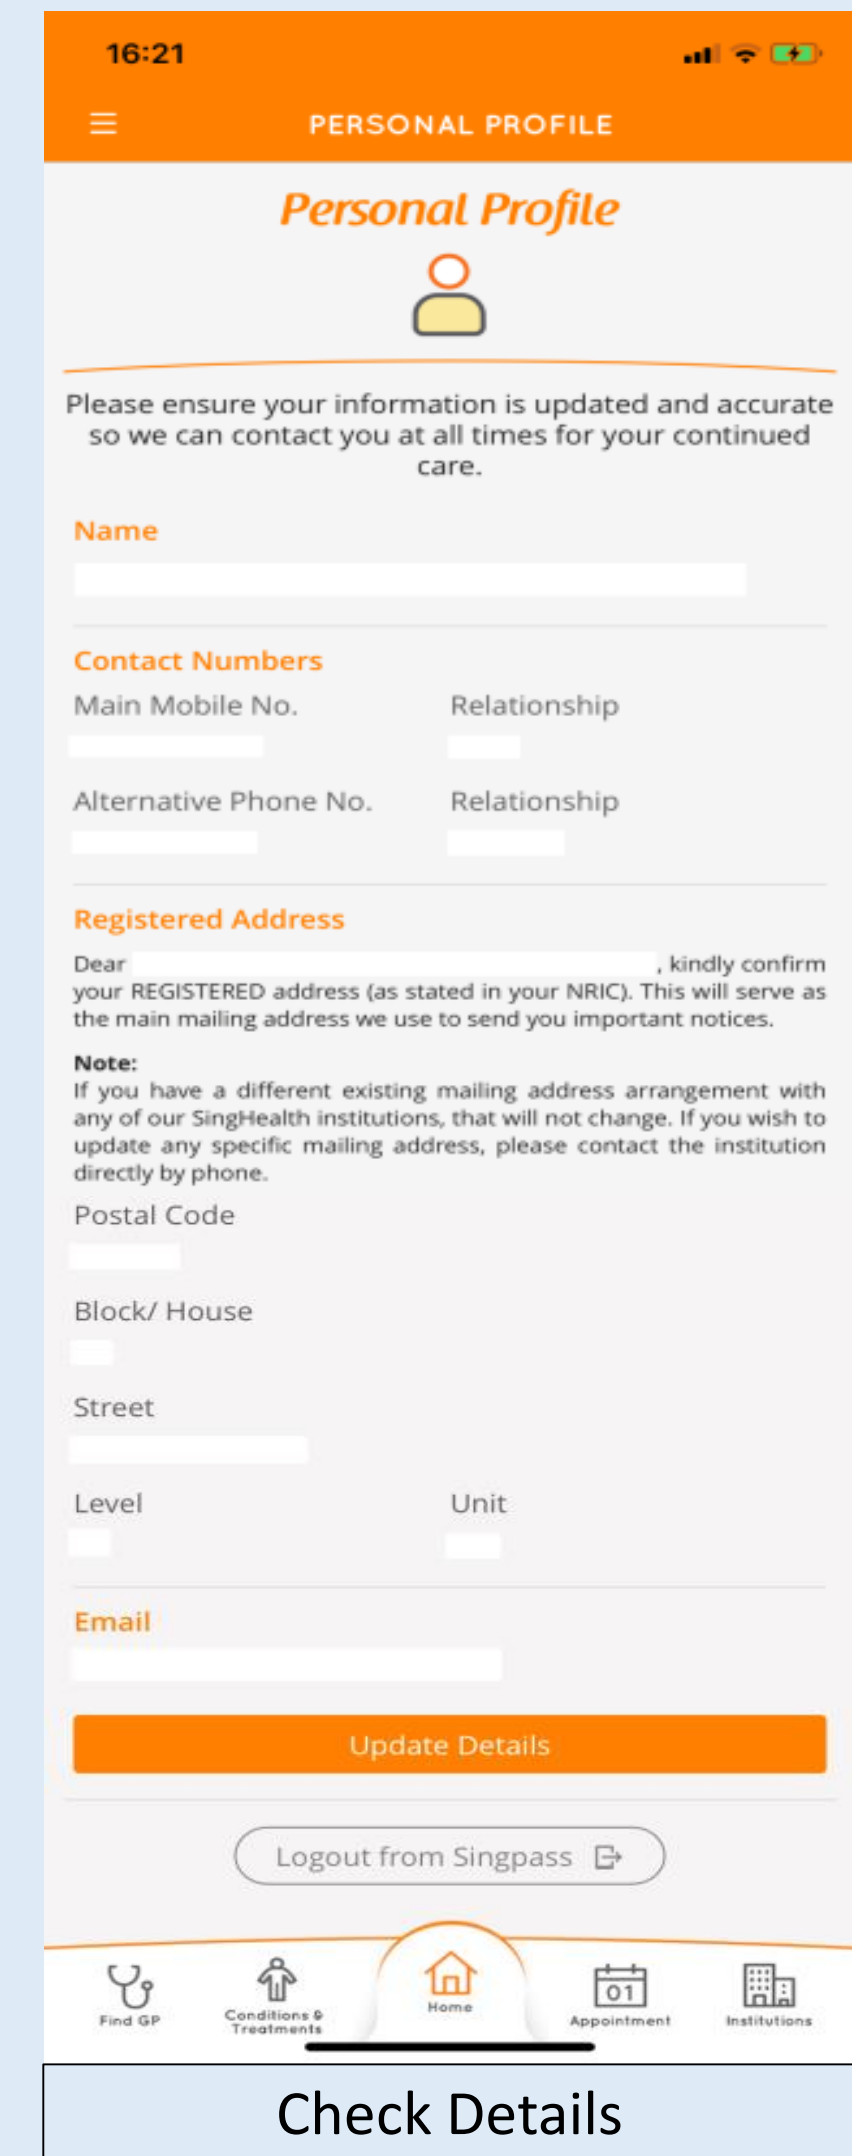 16:21
PERSONAL PROFILE
Personal Profile
Please ensure your information is updated and accurate
so we can contact you at all times for your continued
care.
Name
Contact Numbers
Main Mobile No. Relationship
Alternative Phone No. Relationship
Registered Address
Dear , kindly confirm
your REGISTERED address (as stated in your NRIC). This will serve as
the main mailing address we use to send you important notices.
Note:
If you have a different existing mailing address arrangement with
any of our SingHealth institutions, that will not change. If you wish to
update any specific mailing address, please contact the institution
directly by phone.
Postal Code
Block/ House
Street
Level Unit
Email
Update Details
Logout from Singpass
Find GP
Conditions &
Treatments
Home
01
Appointment
Institutions
Check Details